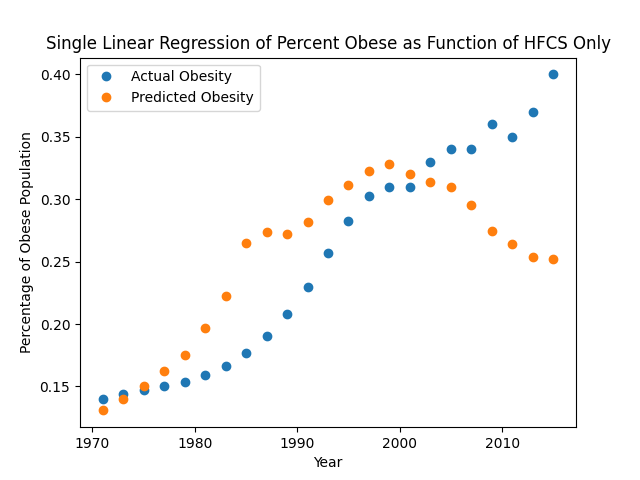 Single Linear Regression of Percent Obese as Function of HFCS Only
Actual Obesity
Predicted Obesity
Percentage of Obese Population
0.40
0.35
0.30
0.25
0.20
0.15
1970
1980
1990
2000
2010
Year